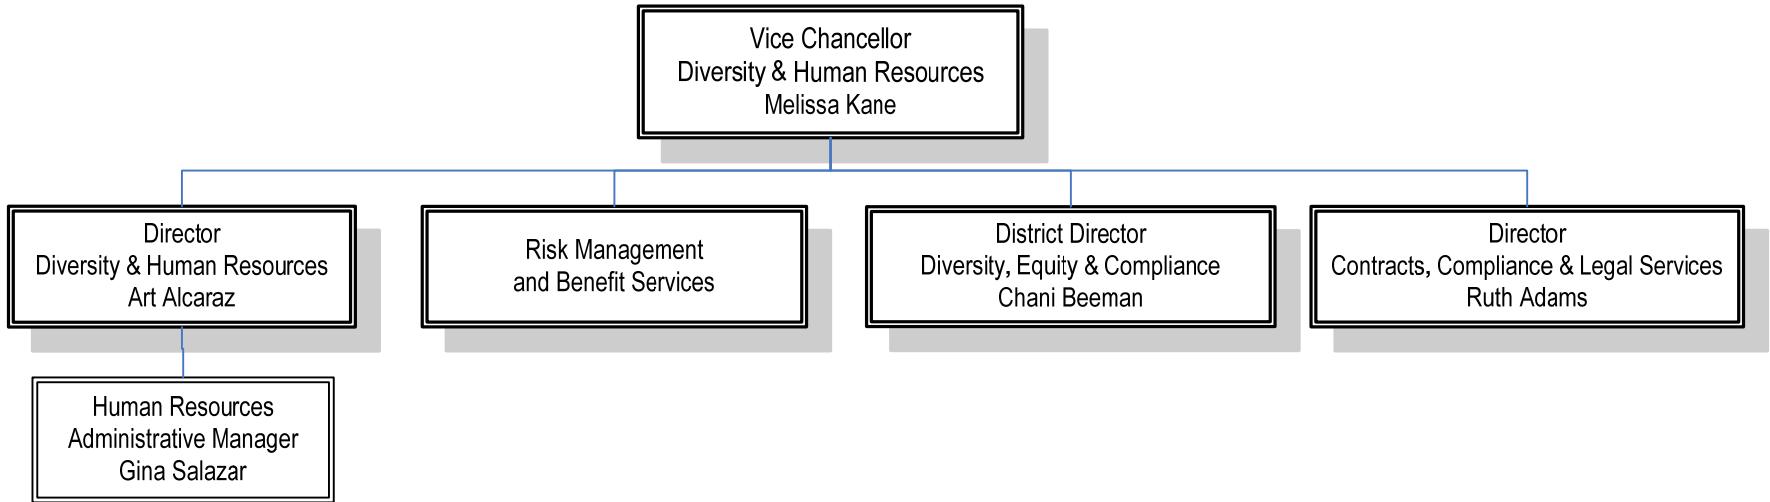 Vice Chancellor
Diversity & Human Resources
Melissa Kane
Director
Diversity & Human Resources
Art Alcaraz
Risk Management
and Benefit Services
District Director
Diversity, Equity & Compliance
Chani Beeman
Director
Contracts, Compliance & Legal Services
Ruth Adams
Human Resources
Administrative Manager
Gina Salazar